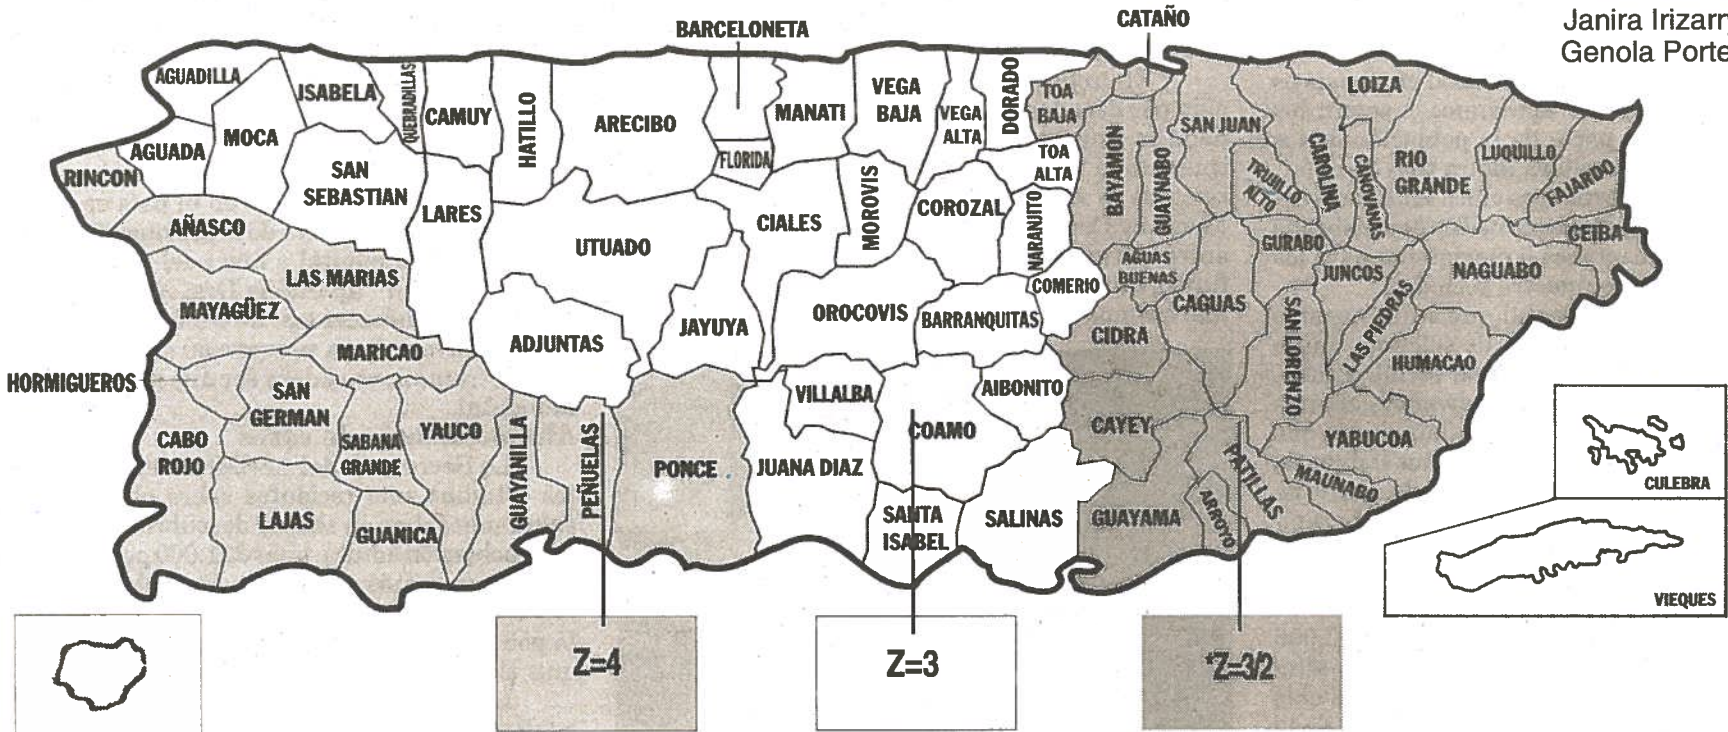 BARCELONETA
CATAÑO
Janira Irizarry
Genola Porte
AGUADILLA
ISABELA
QUEBRADILLAS
CAMUY
HATILLO
ARECIBO
MANATI
VEGA
BAJA
VEGA
ALTA
DORADO
TOA
BAJA
LOIZA
AGUADA
MOCA
SAN
SEBASTIAN
LARES
FLORIDA
TOA
ALTA
BAYAMON
GUAYNABO
SAN JUAN
TRUJILLO
ALTO
CAROLINA
CANOVANAS
RIO
GRANDE
LUQUILLO
FAJARDO
RINCON
AÑASCO
UTUADO
CIALES
MOROVIS
COROZAL
NARANJITO
CEIBA
LAS MARIAS
AGUAS
BUENAS
GURABO
JUNCOS
NAGUABO
MAYAGÜEZ
COMERIO
CAGUAS
ADJUNTAS
JAYUYA
OROCOVIS
BARRANQUITAS
CIDRA
SAN LORENZO
LAS PIEDRAS
HUMACAO
MARICAO
HORMIGUEROS
SAN
GERMAN
VILLALBA
AIBONITO
CABO
ROJO
SABANA
GRANDE
YAUCO
GUAYANILLA
PEÑUELAS
PONCE
JUANA DIAZ
COAMO
CAYEY
PATILLAS
YABUCOA
MAUNABO
LAJAS
GUANICA
SANTA
ISABEL
SALINAS
GUAYAMA
ARROYO
CULEBRA
VIEQUES
Z=4
Z=3
*Z=3/2